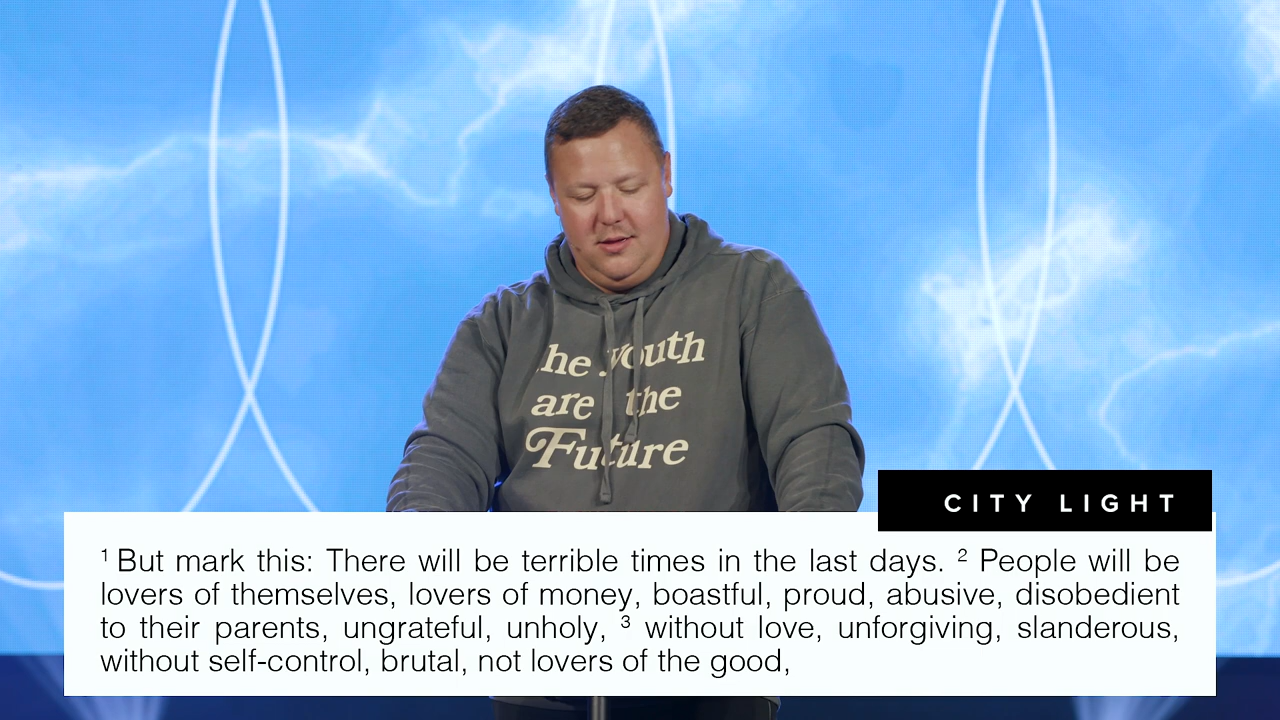 the youth
are the
Future
CITY LIGHT
¹ But mark this: There will be terrible times in the last days. ² People will be
lovers of themselves, lovers of money, boastful, proud, abusive, disobedient
to their parents, ungrateful, unholy, ³ without love, unforgiving, slanderous,
without self-control, brutal, not lovers of the good,